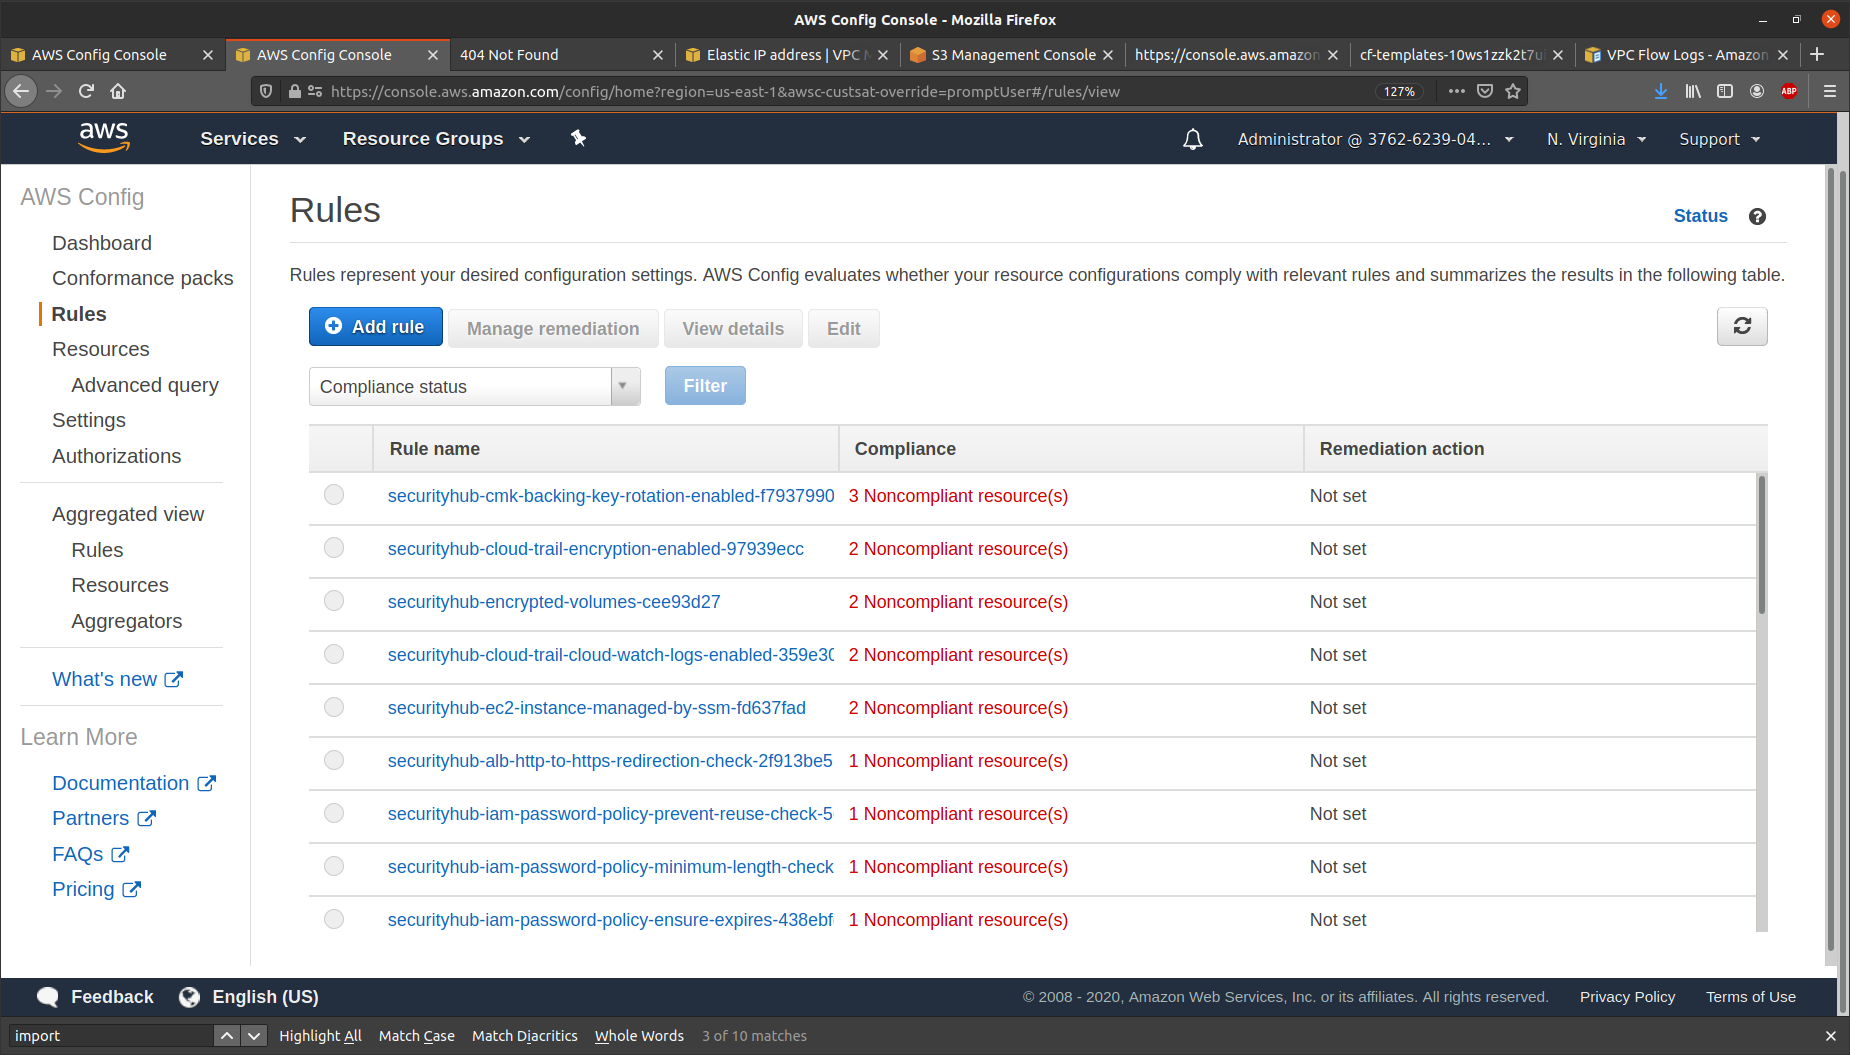 AWS Config Console - Mozilla Firefox
AWS Config Console
AWS Config Console
404 Not Found
Elastic IP address | VPC M
S3 Management Console
https://console.aws.amazon
cf-templates-10ws1zzk2t7u
VPC Flow Logs - Amazon
https://console.aws.amazon.com/config/home?region=us-east-1&awsc-custsat-override=promptUser#/rules/view
127%
ABP
aws
Services
Resource Groups
Administrator @ 3762-6239-04...
N. Virginia
Support
AWS Config
Dashboard
Conformance packs
Rules
Resources
Advanced query
Settings
Authorizations
Aggregated view
Rules
Resources
Aggregators
What's new
Learn More
Documentation
Partners
FAQs
Pricing
Rules
Status
Rules represent your desired configuration settings. AWS Config evaluates whether your resource configurations comply with relevant rules and summarizes the results in the following table.
Add rule
Manage remediation
View details
Edit
Compliance status
Filter
Rule name Compliance Remediation action
securityhub-cmk-backing-key-rotation-enabled-f7937990 3 Noncompliant resource(s) Not set
securityhub-cloud-trail-encryption-enabled-97939ecc 2 Noncompliant resource(s) Not set
securityhub-encrypted-volumes-cee93d27 2 Noncompliant resource(s) Not set
securityhub-cloud-trail-cloud-watch-logs-enabled-359e30 2 Noncompliant resource(s) Not set
securityhub-ec2-instance-managed-by-ssm-fd637fad 2 Noncompliant resource(s) Not set
securityhub-alb-http-to-https-redirection-check-2f913be5 1 Noncompliant resource(s) Not set
securityhub-iam-password-policy-prevent-reuse-check-5 1 Noncompliant resource(s) Not set
securityhub-iam-password-policy-minimum-length-check 1 Noncompliant resource(s) Not set
securityhub-iam-password-policy-ensure-expires-438ebf 1 Noncompliant resource(s) Not set
Feedback
English (US)
© 2008 - 2020, Amazon Web Services, Inc. or its affiliates. All rights reserved.
Privacy Policy
Terms of Use
import
Highlight All
Match Case
Match Diacritics
Whole Words
3 of 10 matches